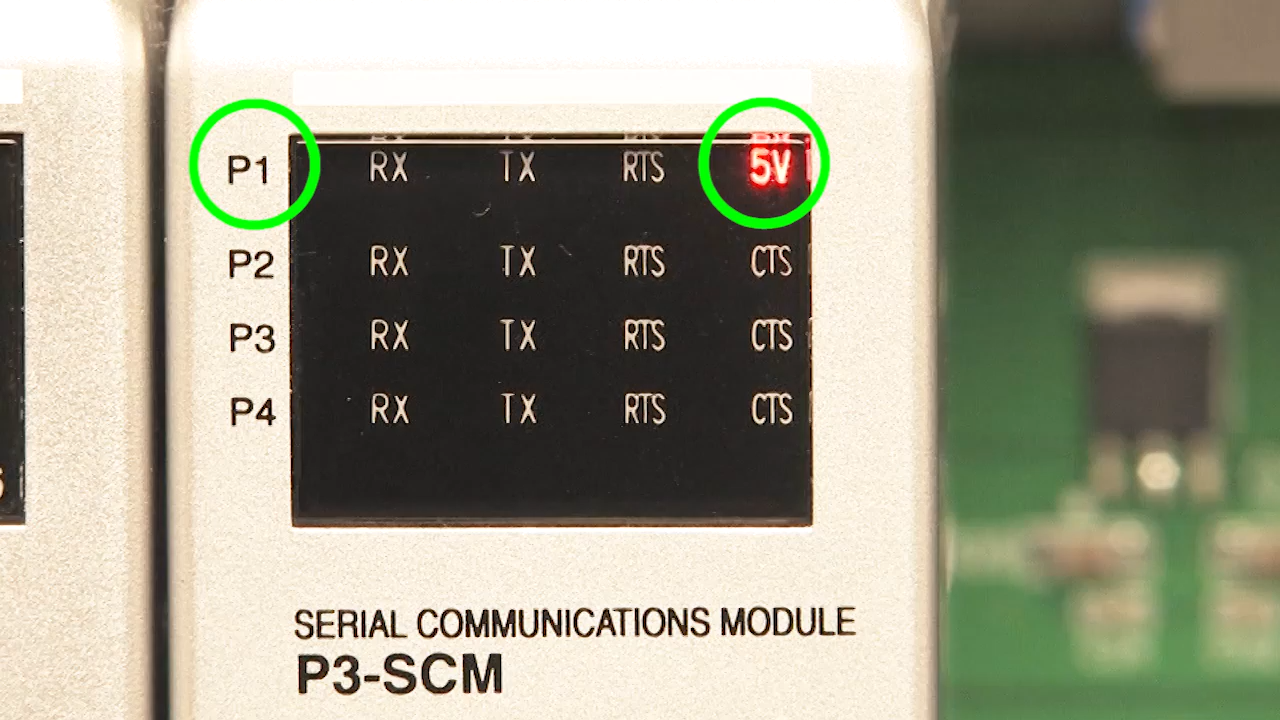 P1 RX TX RTS 5V
P2 RX TX RTS CTS
P3 RX TX RTS CTS
P4 RX TX RTS CTS
SERIAL COMMUNICATIONS MODULE
P3-SCM